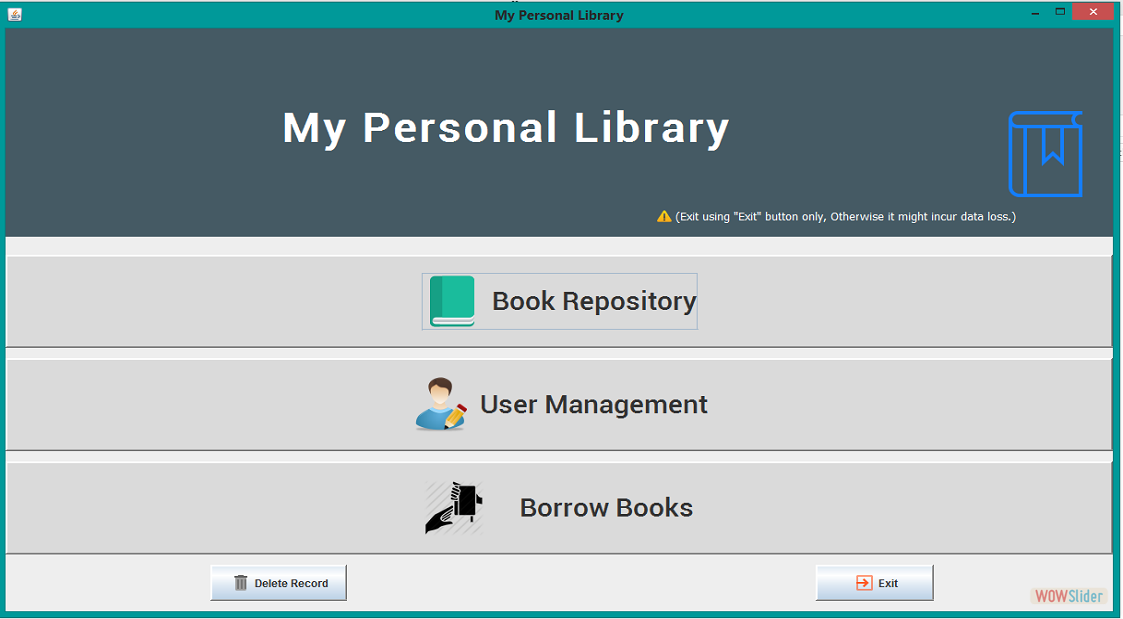 My Personal Library
My Personal Library
(Exit using "Exit" button only, Otherwise it might incur data loss.)
Book Repository
User Management
Borrow Books
Delete Record
Exit
WOWSlider